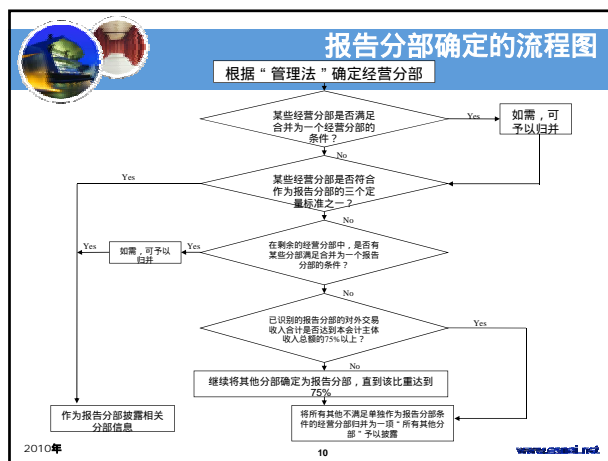 报告分部确定的流程图
根据“管理法”确定经营分部
某些经营分部是否满足
合并为一个经营分部的
条件?
Yes
如需,可
予以归并
No
Yes
某些经营分部是否符合
作为报告分部的三个定
量标准之一?
No
Yes
如需,可予以
归并
Yes
在剩余的经营分部中,是否有
某些分部满足合并为一个报告
分部的条件?
No
已识别的报告分部的对外交易
收入合计是否达到本会计主体
收入总额的75%以上?
Yes
No
继续将其他分部确定为报告分部,直到该比重达到
75%
作为报告分部披露相关
分部信息
将所有其他不满足单独作为报告分部条
件的经营分部归并为一项“所有其他分
部”予以披露
2010年
10